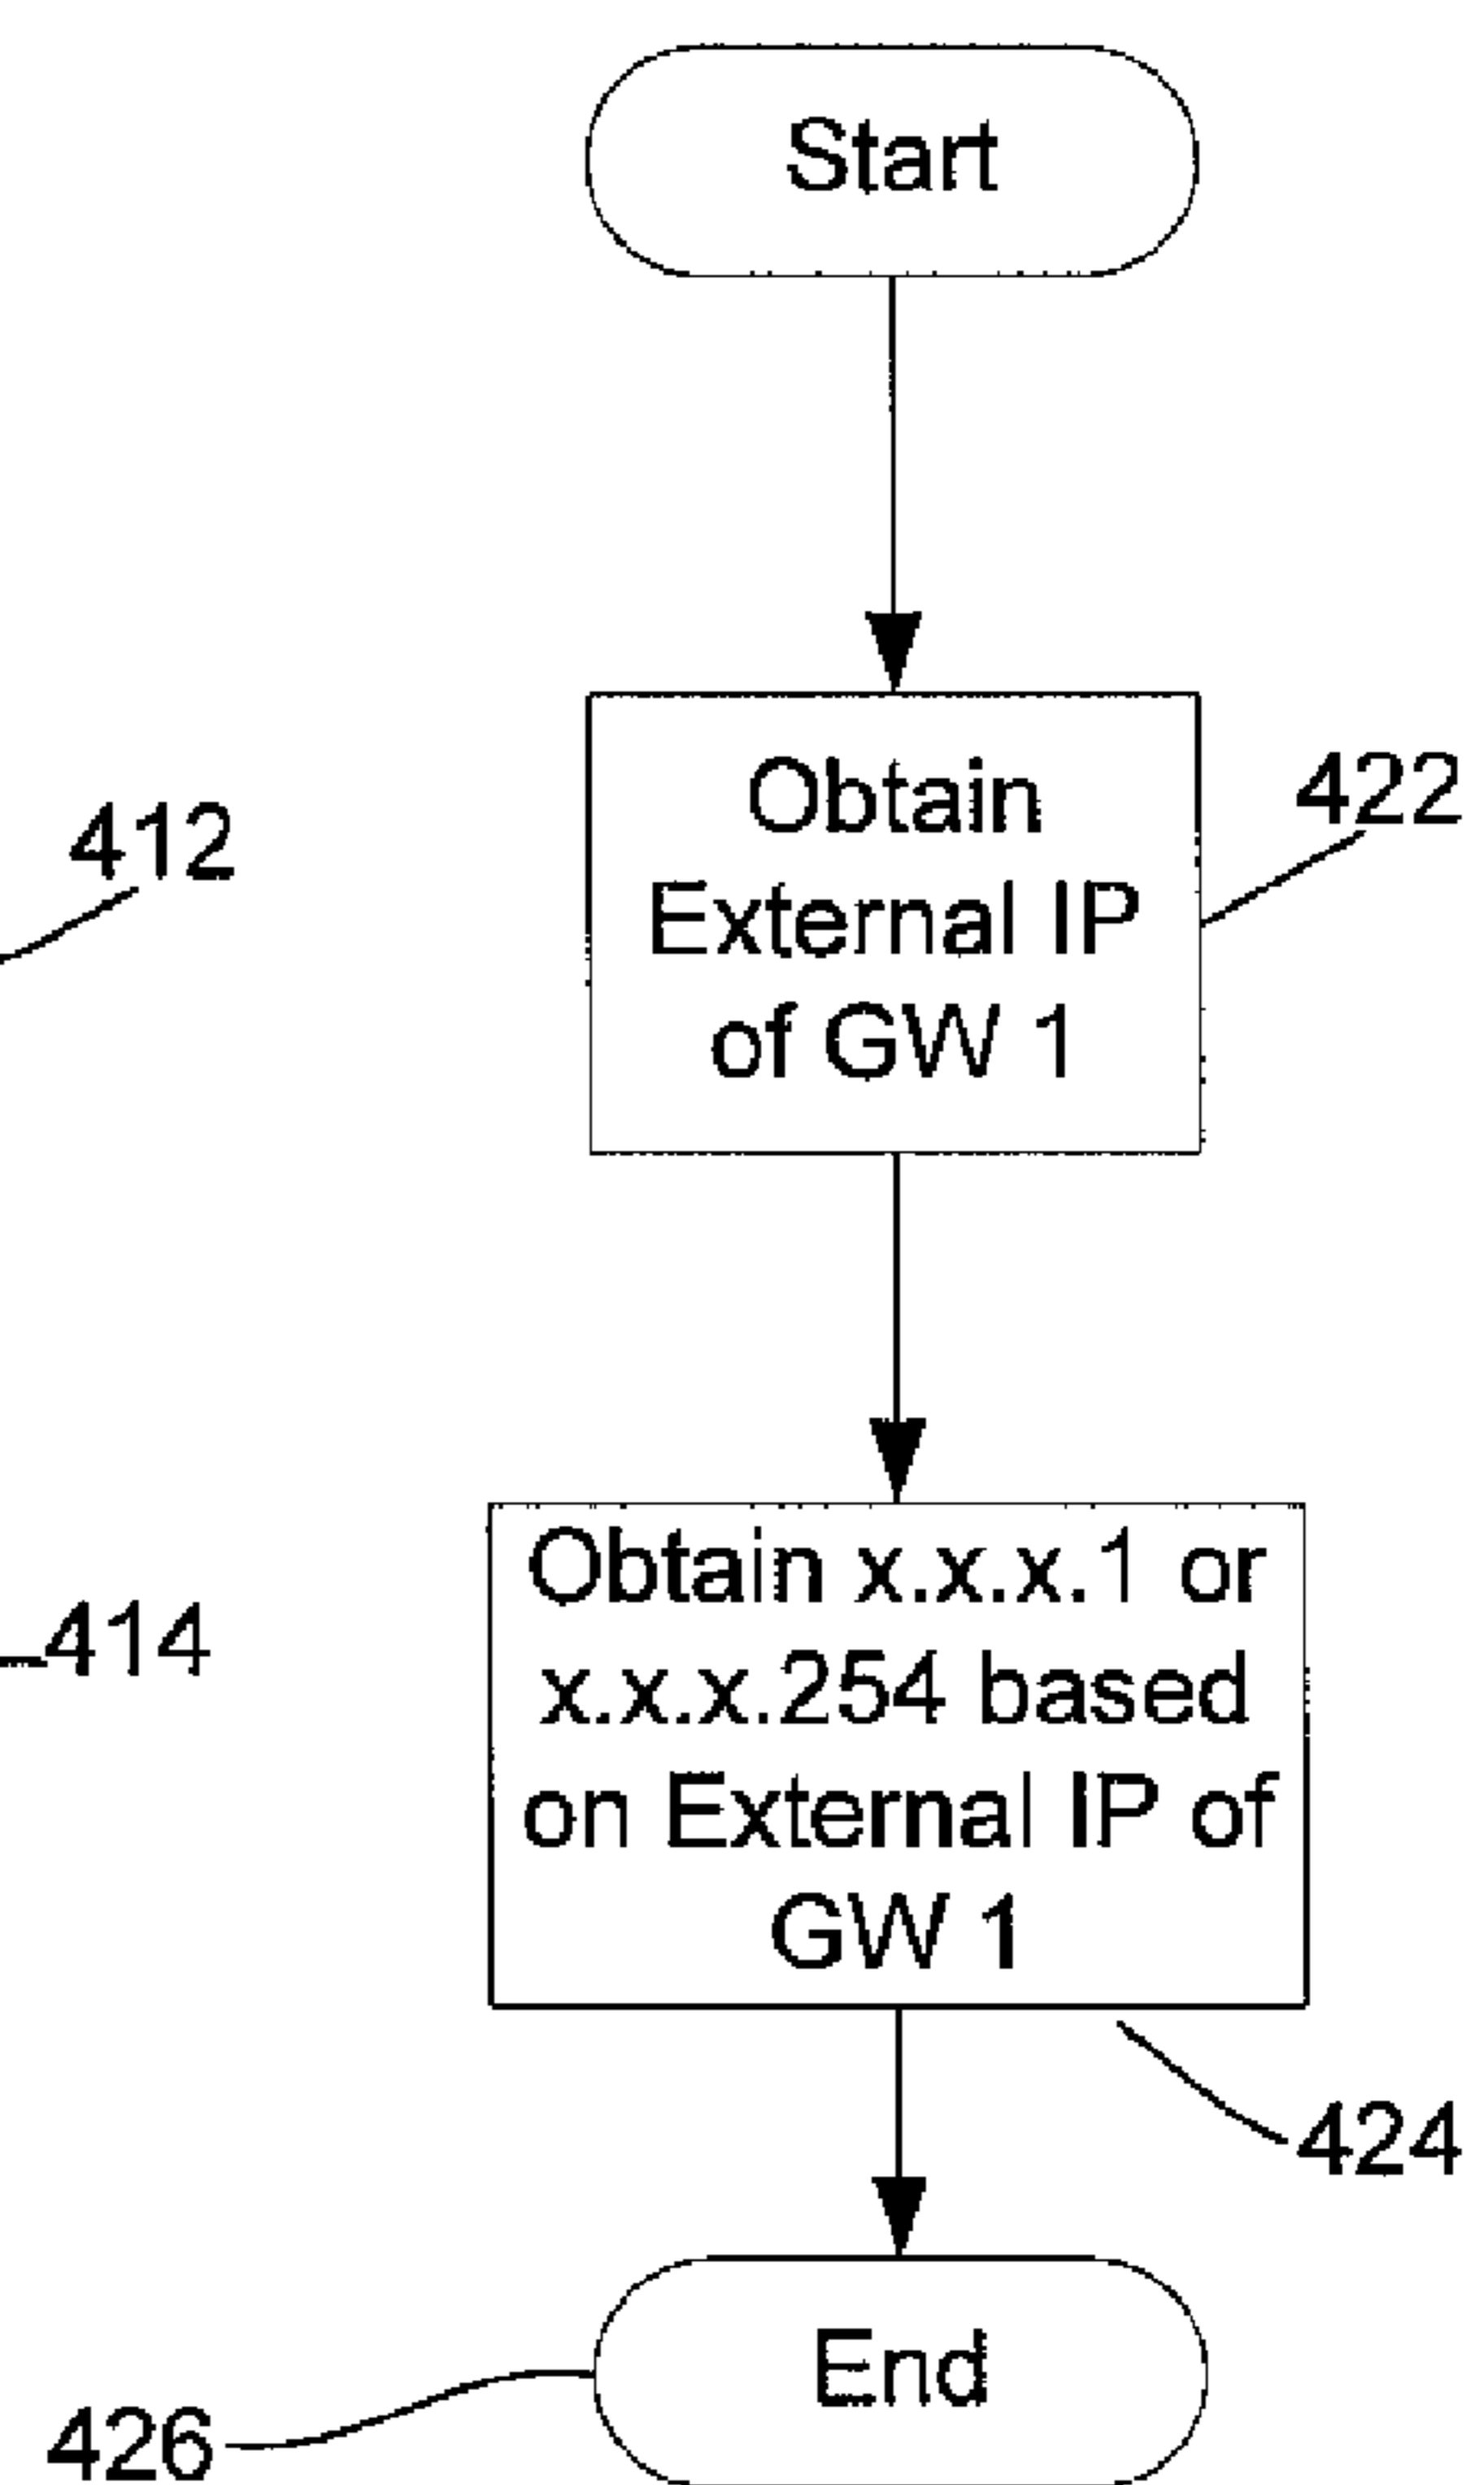 Start
412
Obtain
External IP
of GW 1
422
414
Obtain x.x.x.1 or
x.x.x.254 based
on External IP of
GW 1
424
End
426